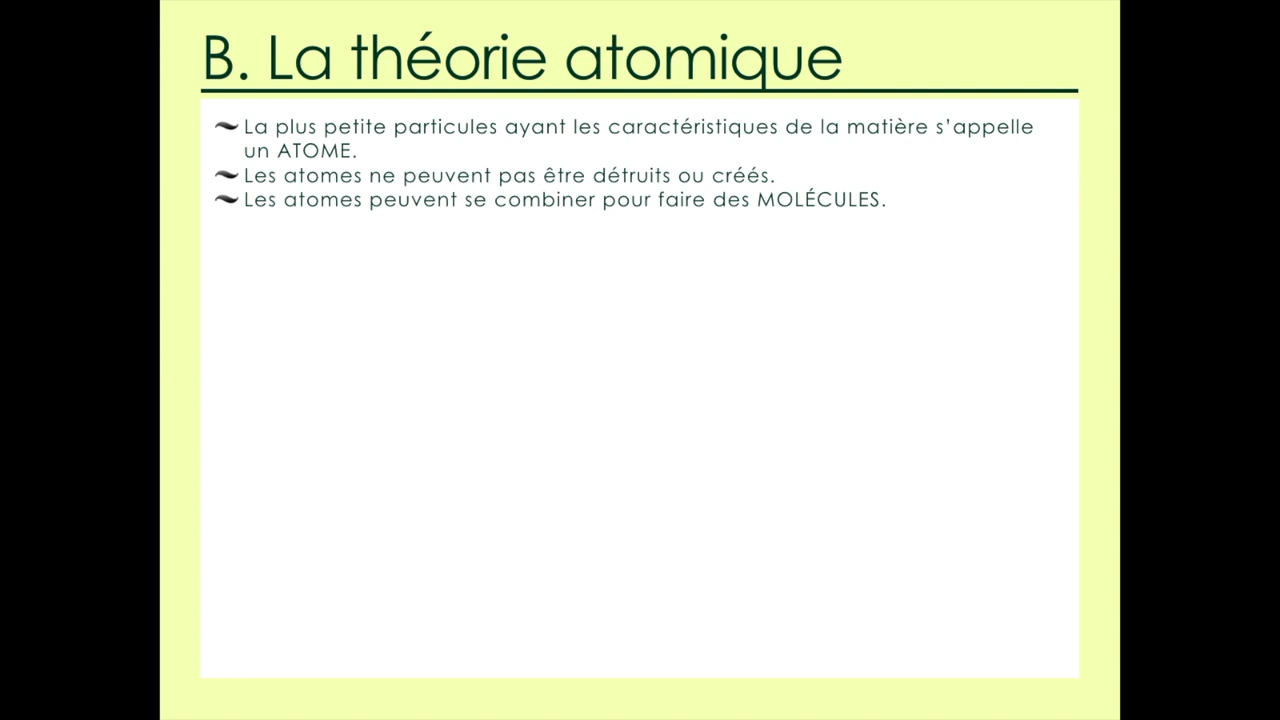 B. La théorie atomique
La plus petite particules ayant les caractéristiques de la matière s’appelle
un ATOME.
Les atomes ne peuvent pas être détruits ou créés.
Les atomes peuvent se combiner pour faire des MOLÉCULES.